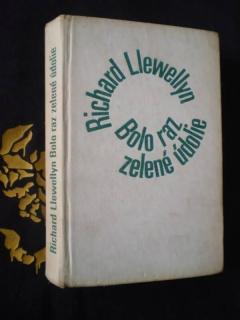 Richard Llewellyn
Bolo raz
zelené údolie
Richard Llewellyn Bolo raz zelené údolie